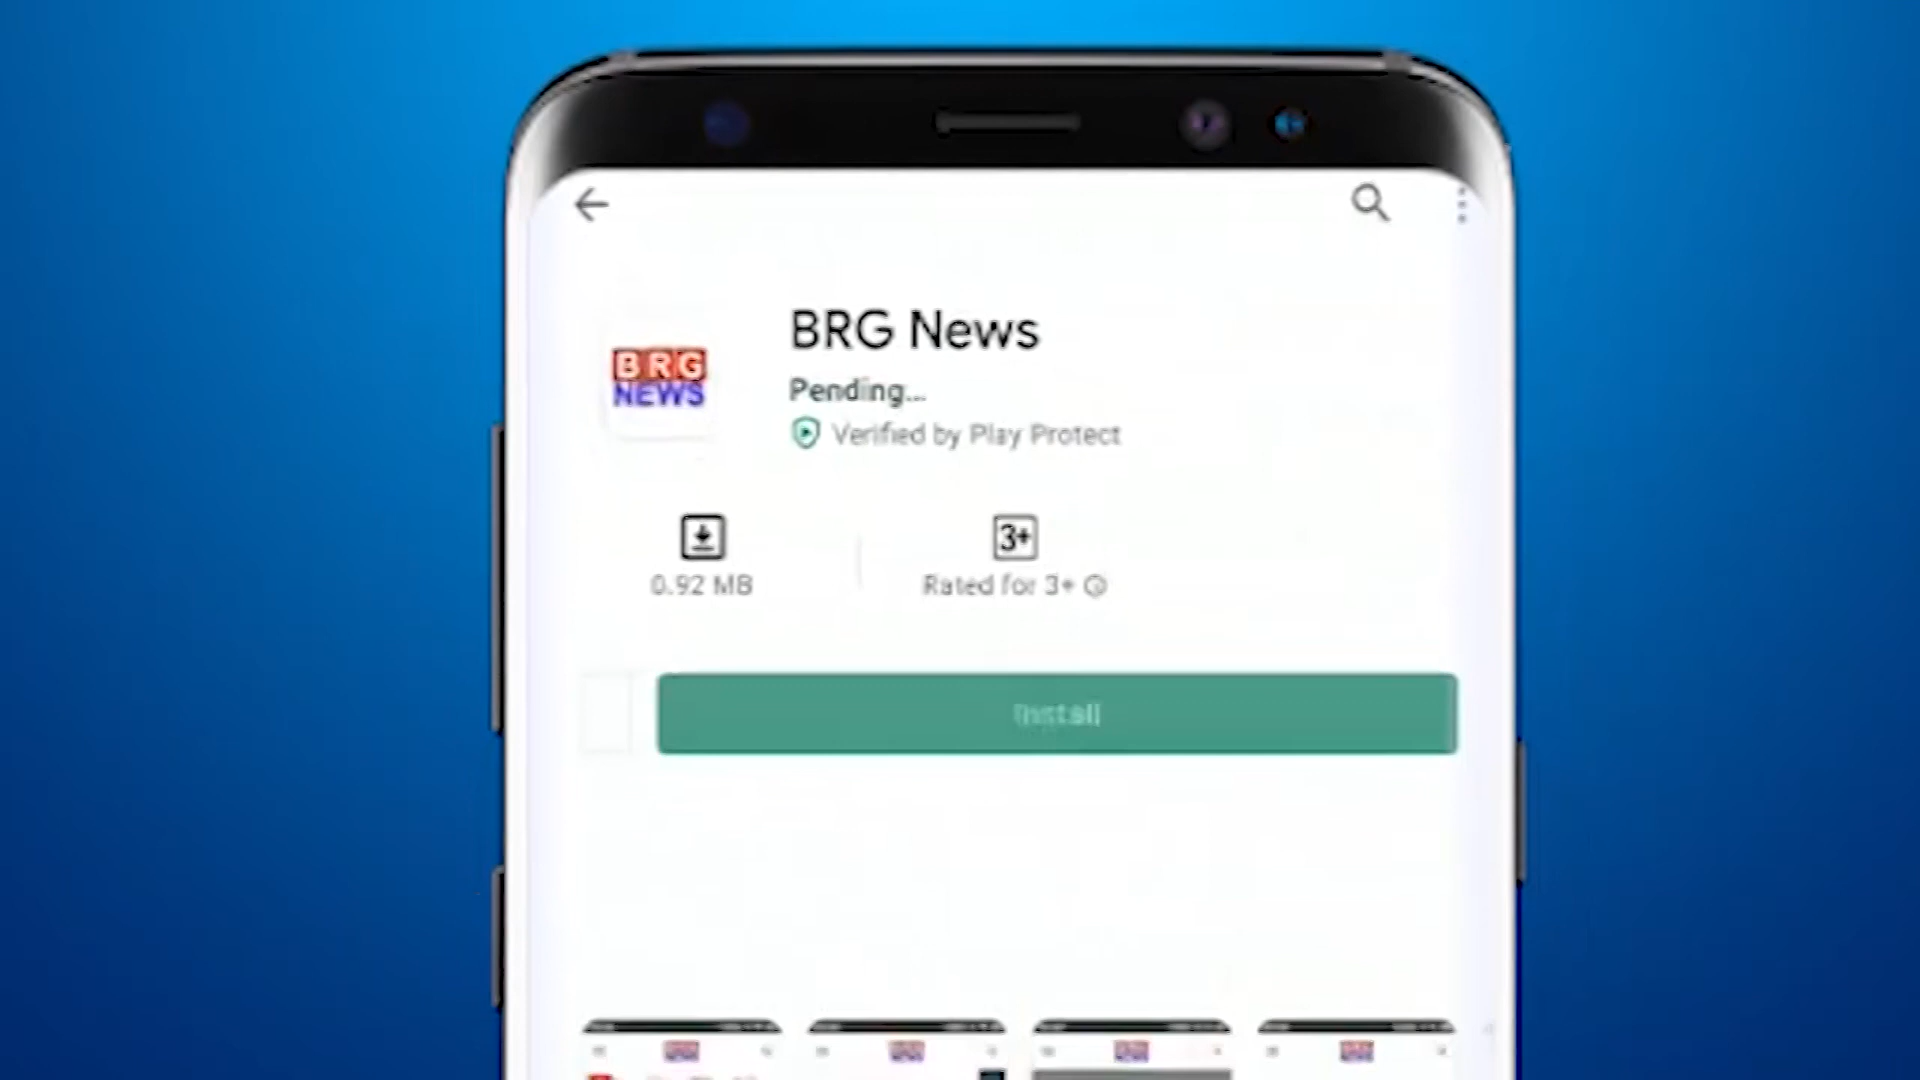 BRG News
BRG
NEWS
Pending...
Verified by Play Protect
3+
0.92 MB
Rated for 3+
Install